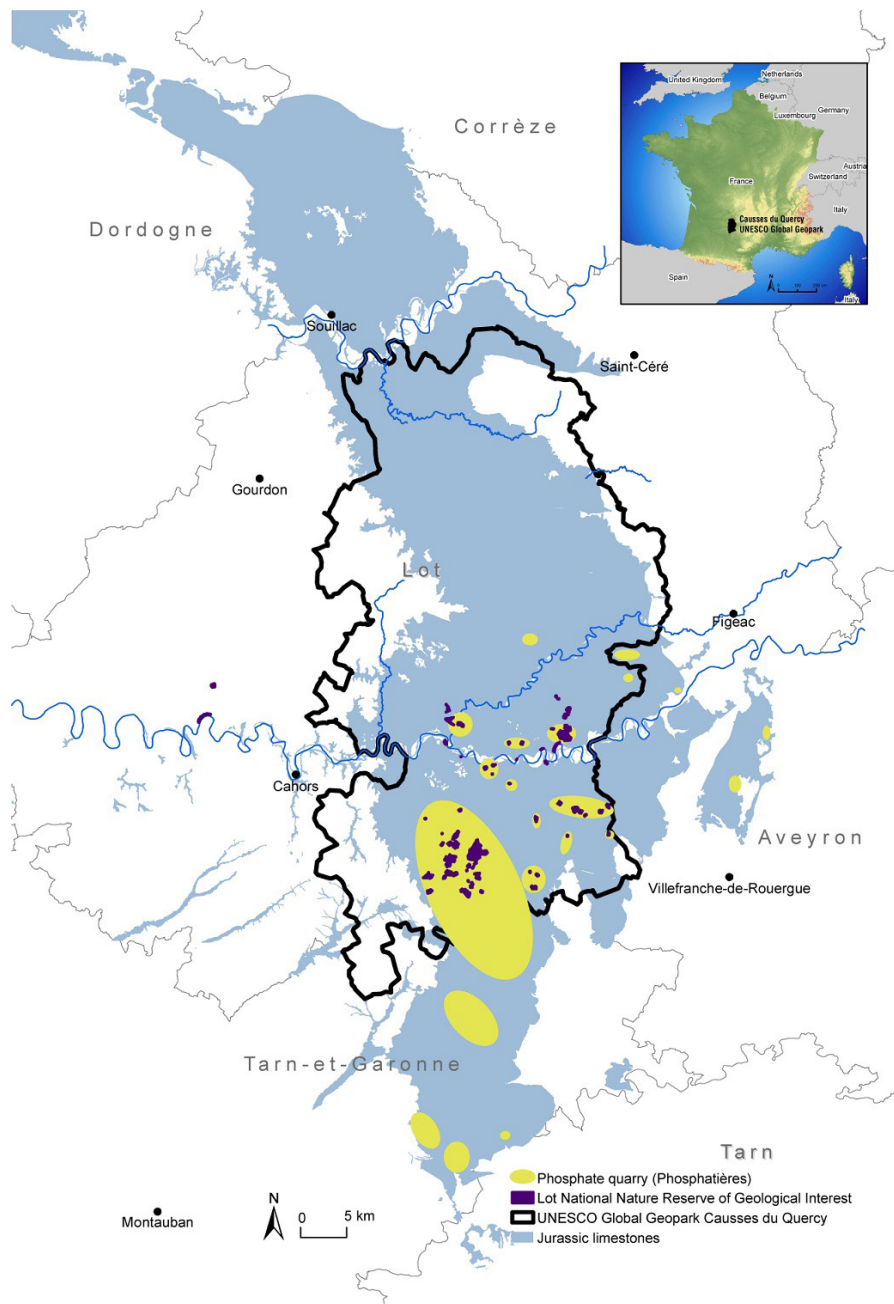 United Kingdom
Netherlands
Belgium
Germany
Luxembourg
France
Austria
Switzerland
Italy
Causses du Quercy
UNESCO Global Geopark
Spain
N
Italy
Corrèze
Dordogne
Souillac
Saint-Céré
Gourdon
Lot
Figeac
Cahors
Aveyron
Villefranche-de-Rouergue
Tarn-et-Garonne
Tarn
Phosphate quarry (Phosphatières)
Lot National Nature Reserve of Geological Interest
UNESCO Global Geopark Causses du Quercy
Jurassic limestones
Montauban
N
0 5 km